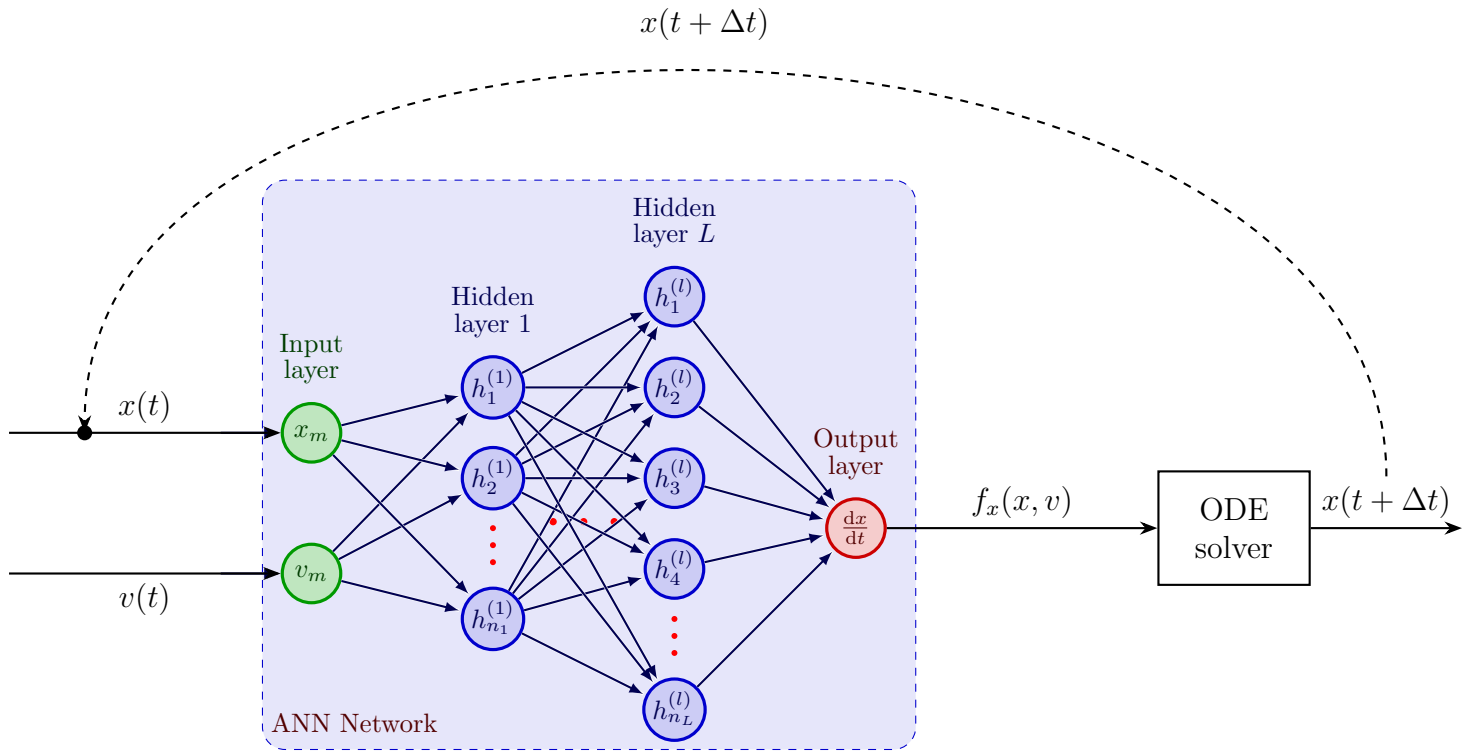 x(t + Δt)
Hidden
layer L
h_1^{(l)}
Hidden
layer 1
Input
layer
h_1^{(1)}
h_2^{(l)}
x(t)
x_m
Output
layer
h_2^{(1)}
h_3^{(l)}
f_x(x, v)
x(t + Δt)
dx
dt
ODE
solver
v_m
h_4^{(l)}
v(t)
h_{n_1}^{(1)}
h_{n_L}^{(l)}
ANN Network